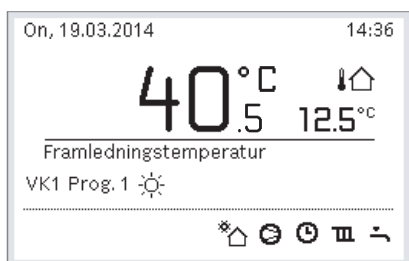 On, 19.03.2014 14:36
40.5 °C
12.5°C
Framledningstemperatur
VK1 Prog. 1